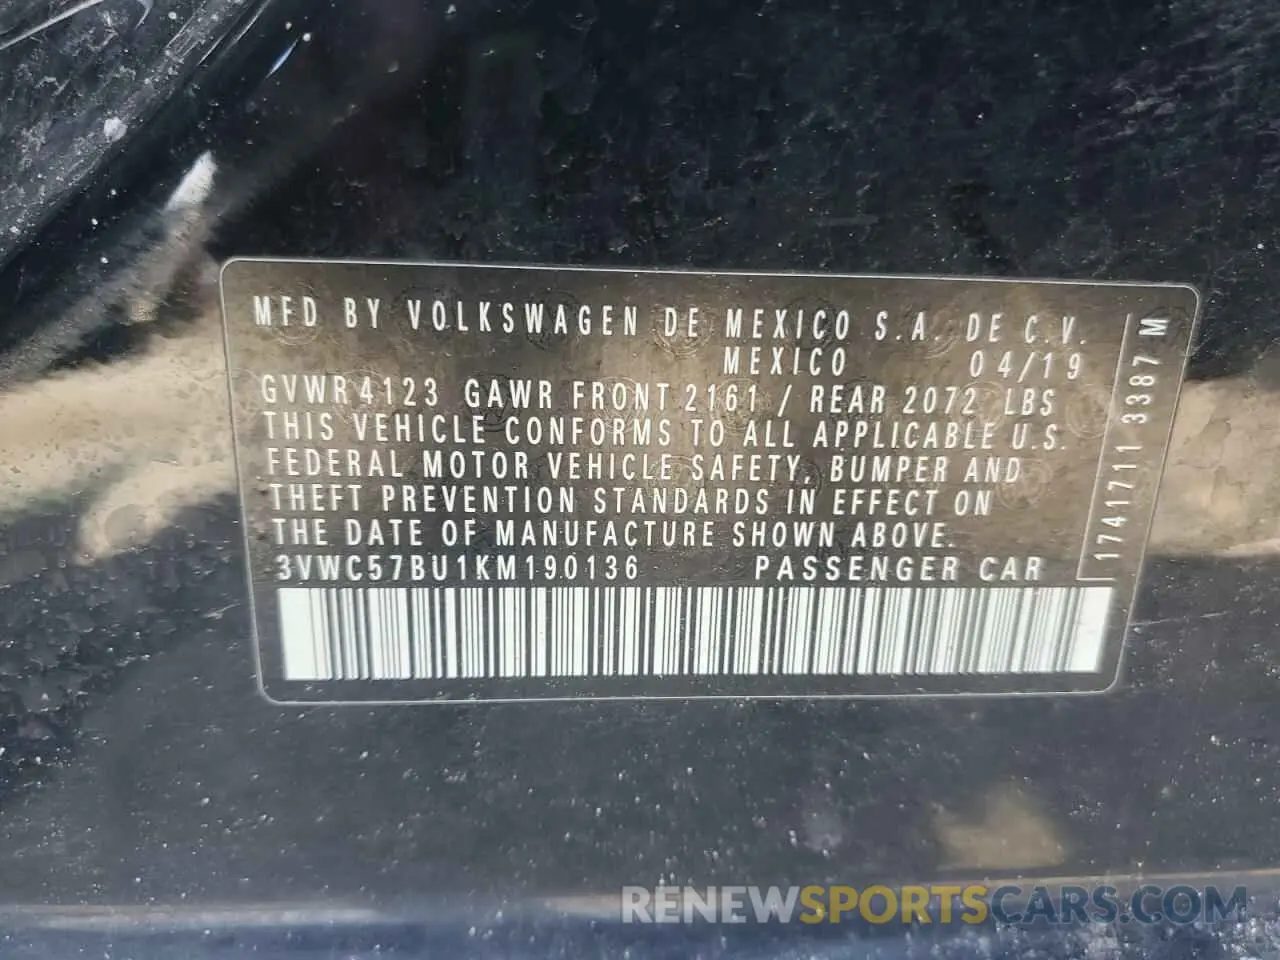 MFD BY VOLKSWAGEN DE MEXICO S.A. DE C.V.
MEXICO 04/19
GVWR 4123 GAWR FRONT 2161 / REAR 2072 LBS
THIS VEHICLE CONFORMS TO ALL APPLICABLE U.S.
FEDERAL MOTOR VEHICLE SAFETY, BUMPER AND
THEFT PREVENTION STANDARDS IN EFFECT ON
THE DATE OF MANUFACTURE SHOWN ABOVE.
3VWC57BU1KM190136 PASSENGER CAR
1741711 3387 M
RENEWSPORTSCARS.COM